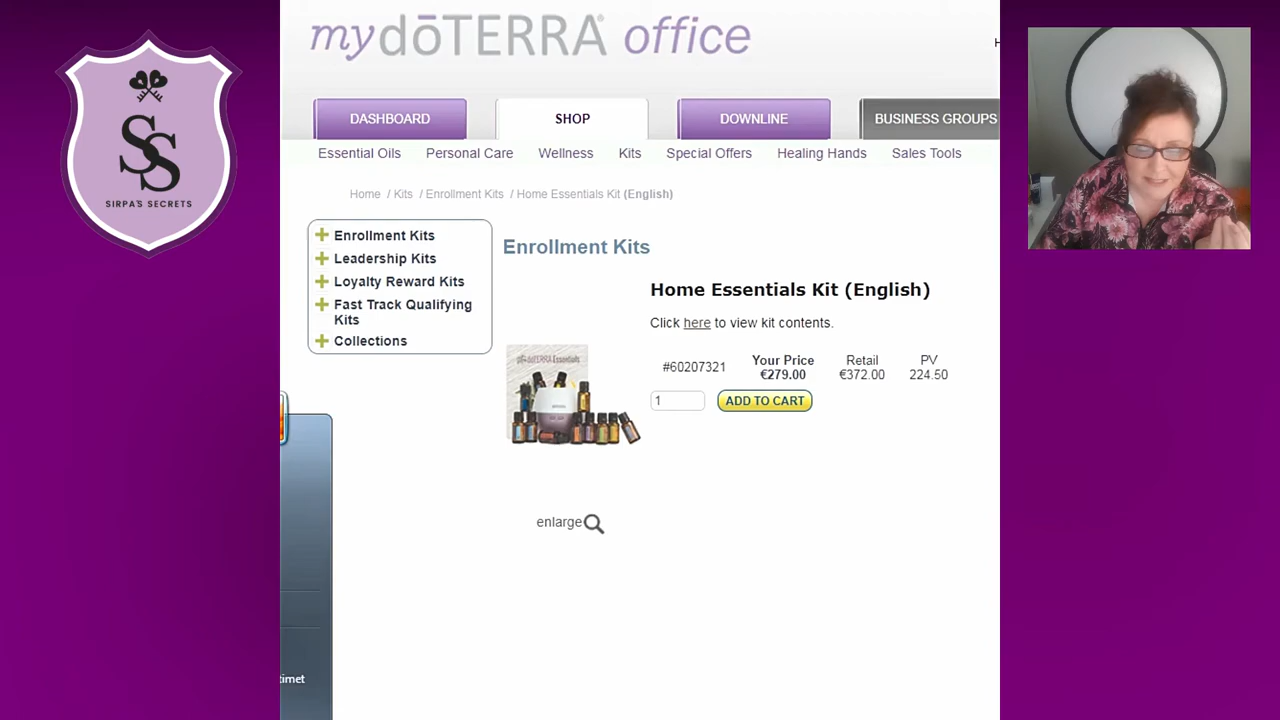 mydōTERRA® office
H
DASHBOARD
SHOP
DOWNLINE
BUSINESS GROUPS
Essential Oils
Personal Care
Wellness
Kits
Special Offers
Healing Hands
Sales Tools
SS
SIRPA'S SECRETS
Home / Kits / Enrollment Kits / Home Essentials Kit (English)
Enrollment Kits
Leadership Kits
Loyalty Reward Kits
Fast Track Qualifying
Kits
Collections
Enrollment Kits
Home Essentials Kit (English)
Click here to view kit contents.
#60207321
Your Price
€279.00
Retail
€372.00
PV
224.50
1
ADD TO CART
enlarge
timet